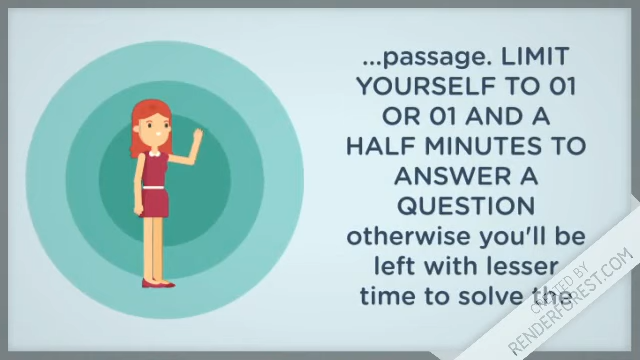 ...passage. LIMIT
YOURSELF TO 01
OR 01 AND A
HALF MINUTES TO
ANSWER A
QUESTION
otherwise you'll be
left with lesser
time to solve the
CREATED BY
RENDERFOREST.COM